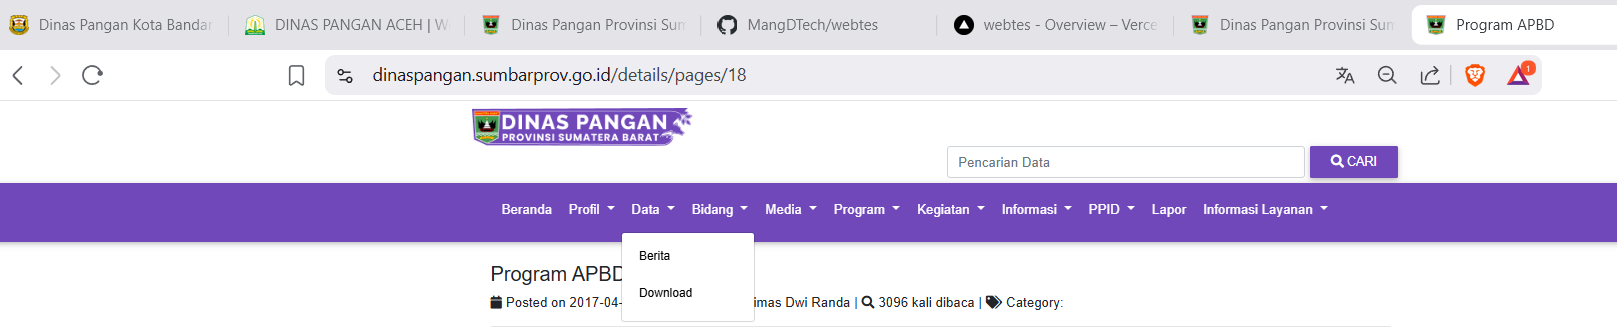 Dinas Pangan Kota Bandar
DINAS PANGAN ACEH | W
Dinas Pangan Provinsi Sum
MangDTech/webtes
webtes - Overview – Verce
Dinas Pangan Provinsi Sum
Program APBD
dinaspangan.sumbarprov.go.id/details/pages/18
1
DINAS PANGAN
PROVINSI SUMATERA BARAT
Pencarian Data
CARI
Beranda Profil Data Bidang Media Program Kegiatan Informasi PPID Lapor Informasi Layanan
Berita
Download
Program APBD
Posted on 2017-04- imas Dwi Randa | 3096 kali dibaca | Category: